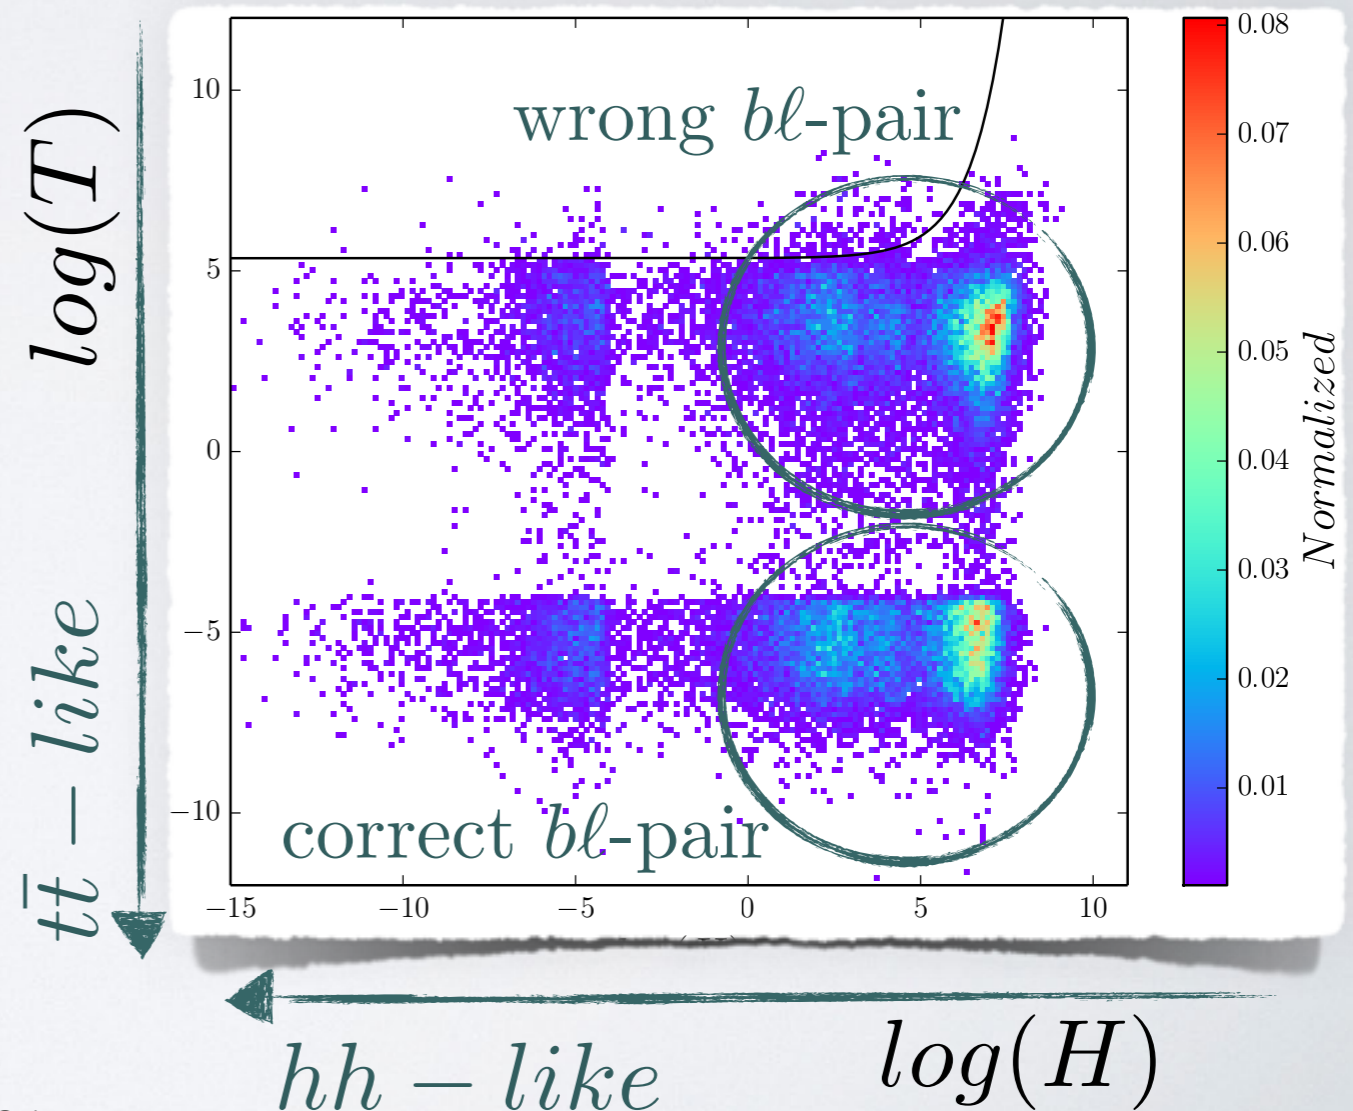 log(T)
tt̄ − like
10
5
0
−5
−10
−15
−10
−5
0
5
10
wrong bℓ-pair
correct bℓ-pair
0.08
0.07
0.06
0.05
0.04
0.03
0.02
0.01
Normalized
log(H)
hh − like